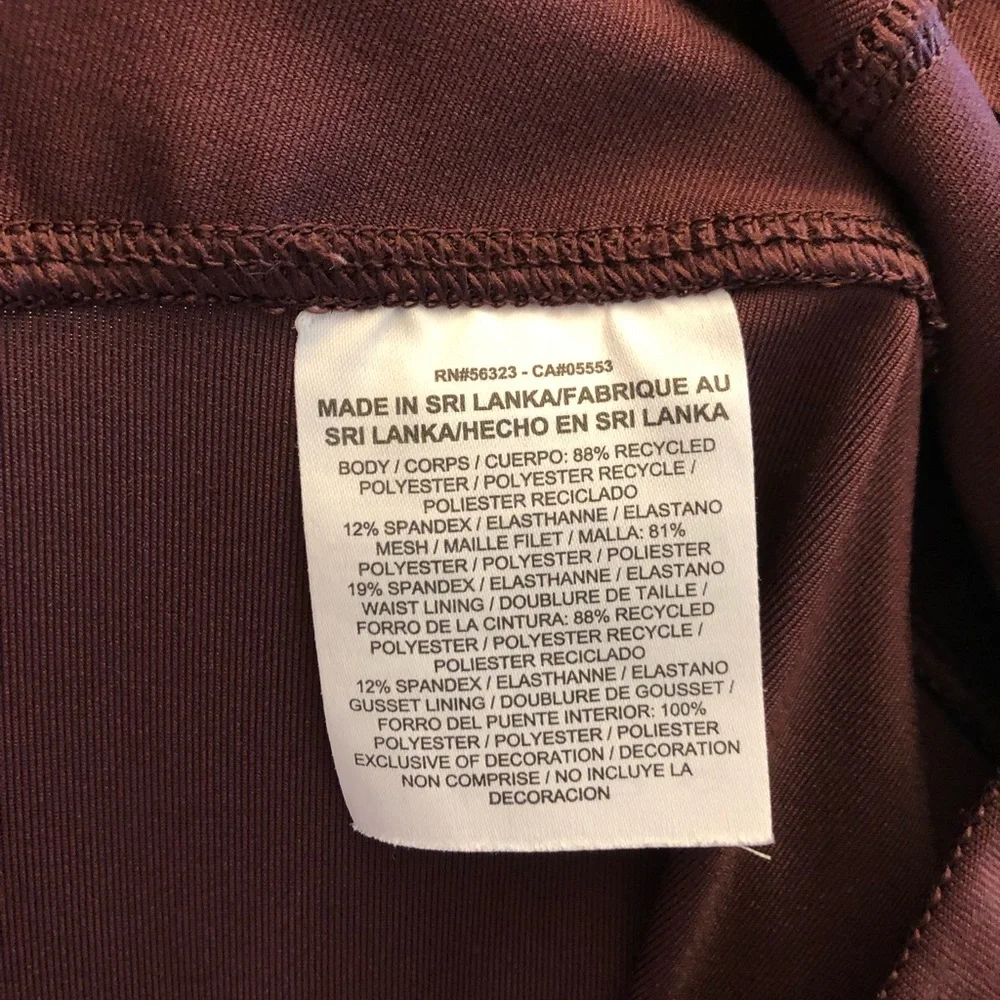 RN#56323 - CA#05553
MADE IN SRI LANKA/FABRIQUE AU
SRI LANKA/HECHO EN SRI LANKA
BODY / CORPS / CUERPO: 88% RECYCLED
POLYESTER / POLYESTER RECYCLE /
POLIESTER RECICLADO
12% SPANDEX / ELASTHANNE / ELASTANO
MESH / MAILLE FILET / MALLA: 81%
POLYESTER / POLYESTER / POLIESTER
19% SPANDEX / ELASTHANNE / ELASTANO
WAIST LINING / DOUBLURE DE TAILLE /
FORRO DE LA CINTURA: 88% RECYCLED
POLYESTER / POLYESTER RECYCLE /
POLIESTER RECICLADO
12% SPANDEX / ELASTHANNE / ELASTANO
GUSSET LINING / DOUBLURE DE GOUSSET /
FORRO DEL PUENTE INTERIOR: 100%
POLYESTER / POLYESTER / POLIESTER
EXCLUSIVE OF DECORATION / DECORATION
NON COMPRISE / NO INCLUYE LA
DECORACION